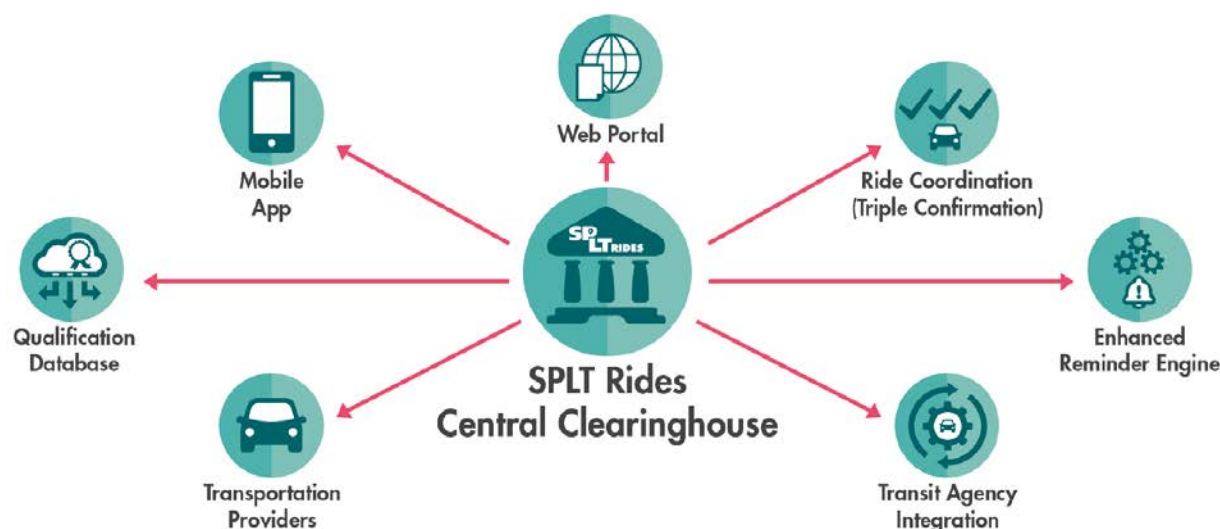 Web Portal
Mobile
App
Ride Coordination
(Triple Confirmation)
SPLT RIDES
Qualification
Database
Enhanced
Reminder Engine
SPLT Rides
Central Clearinghouse
Transportation
Providers
Transit Agency
Integration